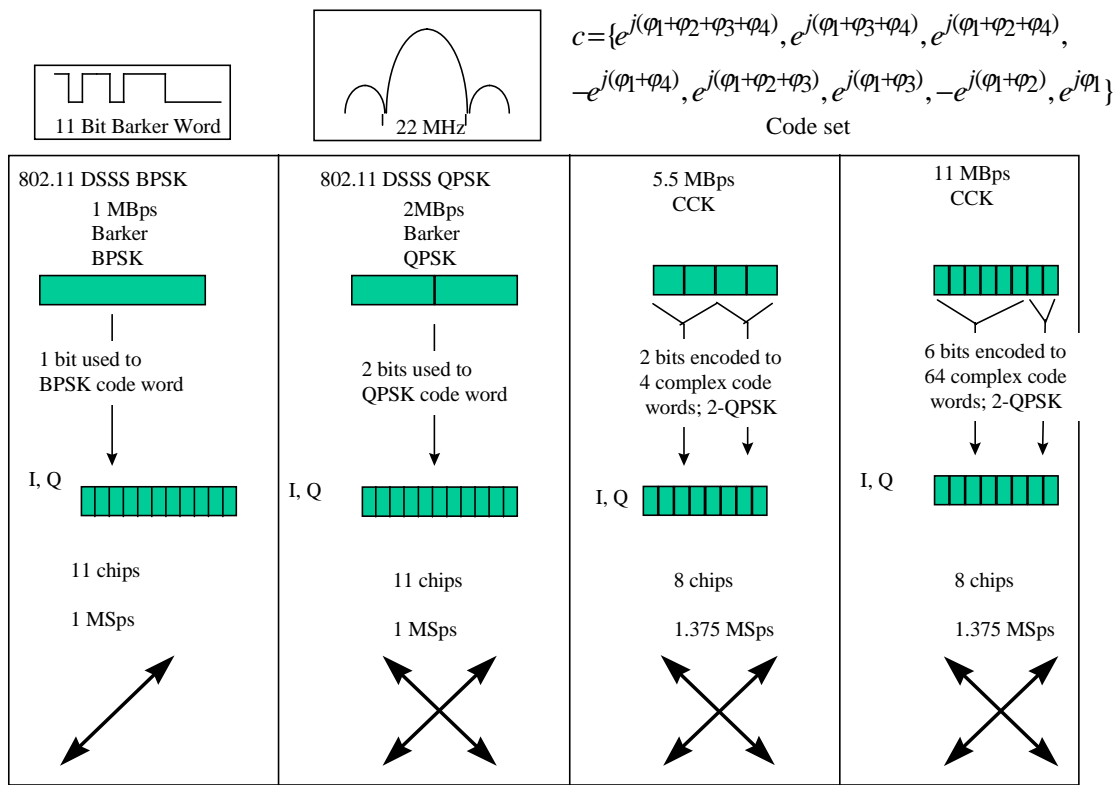 c={e^{j(φ1+φ2+φ3+φ4)}, e^{j(φ1+φ3+φ4)}, e^{j(φ1+φ2+φ4)},
−e^{j(φ1+φ4)}, e^{j(φ1+φ2+φ3)}, e^{j(φ1+φ3)}, −e^{j(φ1+φ2)}, e^{jφ1}}
11 Bit Barker Word
22 MHz
Code set
802.11 DSSS BPSK
1 MBps
Barker
BPSK
1 bit used to
BPSK code word
I, Q
11 chips
1 MSps
802.11 DSSS QPSK
2MBps
Barker
QPSK
2 bits used to
QPSK code word
I, Q
11 chips
1 MSps
5.5 MBps
CCK
2 bits encoded to
4 complex code
words; 2-QPSK
I, Q
8 chips
1.375 MSps
11 MBps
CCK
6 bits encoded to
64 complex code
words; 2-QPSK
I, Q
8 chips
1.375 MSps